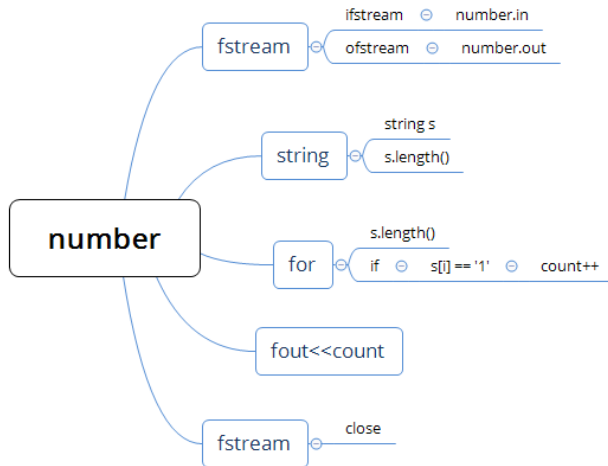 number
fstream
ifstream
number.in
ofstream
number.out
string
string s
s.length()
for
s.length()
if
s[i] == '1'
count++
fout<<count
fstream
close